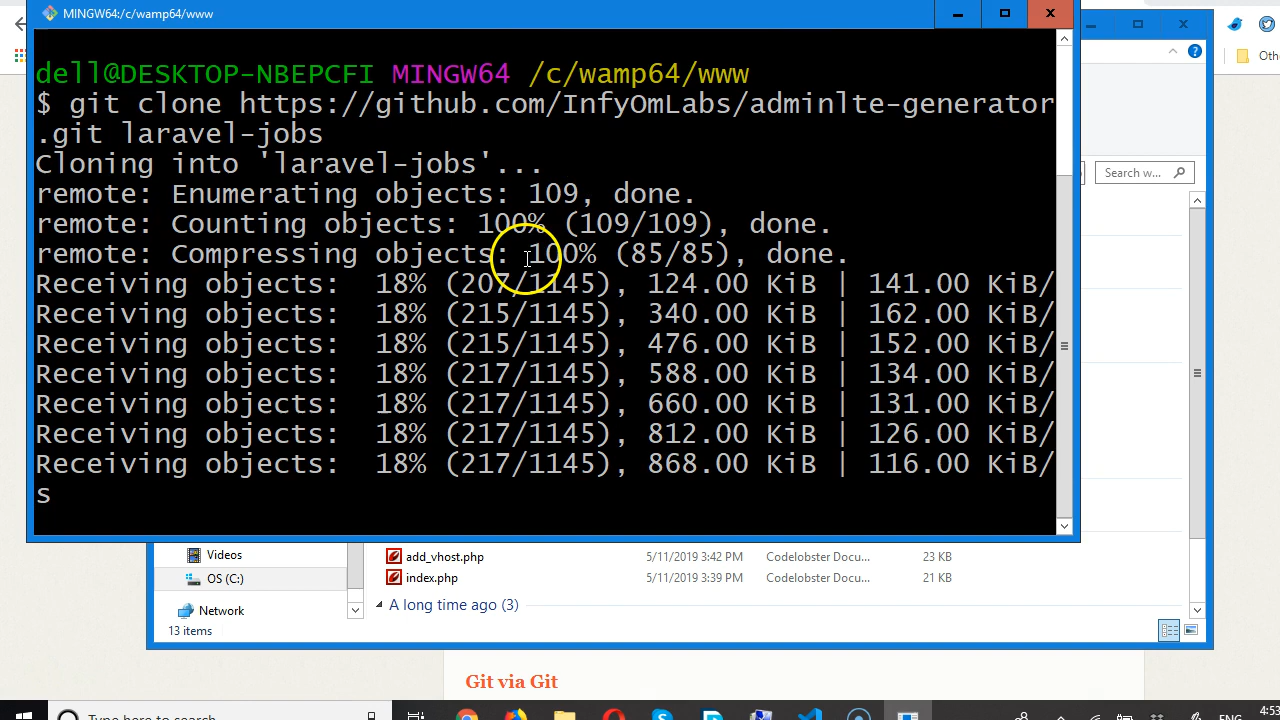 MINGW64:/c/wamp64/www
dell@DESKTOP-NBEPCFI MINGW64 /c/wamp64/www
$ git clone https://github.com/InfyOmLabs/adminlte-generator
.git laravel-jobs
Cloning into 'laravel-jobs'...
remote: Enumerating objects: 109, done.
remote: Counting objects: 100% (109/109), done.
remote: Compressing objects: 100% (85/85), done.
Receiving objects:  18% (207/1145), 124.00 KiB | 141.00 KiB/
Receiving objects:  18% (215/1145), 340.00 KiB | 162.00 KiB/
Receiving objects:  18% (215/1145), 476.00 KiB | 152.00 KiB/
Receiving objects:  18% (217/1145), 588.00 KiB | 134.00 KiB/
Receiving objects:  18% (217/1145), 660.00 KiB | 131.00 KiB/
Receiving objects:  18% (217/1145), 812.00 KiB | 126.00 KiB/
Receiving objects:  18% (217/1145), 868.00 KiB | 116.00 KiB/
s
Othe
Search w...
Videos
OS (C:)
Network
13 items
add_vhost.php 5/11/2019 3:42 PM Codelobster Docu... 23 KB
index.php 5/11/2019 3:39 PM Codelobster Docu... 21 KB
A long time ago (3)
Git via Git
Type here to search
ENG
4:53